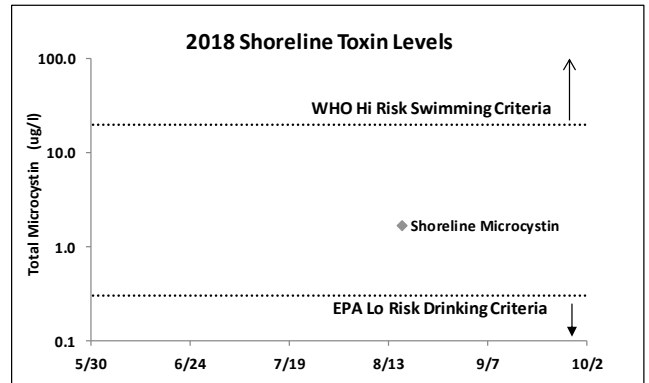 2018 Shoreline Toxin Levels
Total Microcystin (ug/l)
100.0
10.0
1.0
0.1
WHO Hi Risk Swimming Criteria
Shoreline Microcystin
EPA Lo Risk Drinking Criteria
5/30 6/24 7/19 8/13 9/7 10/2